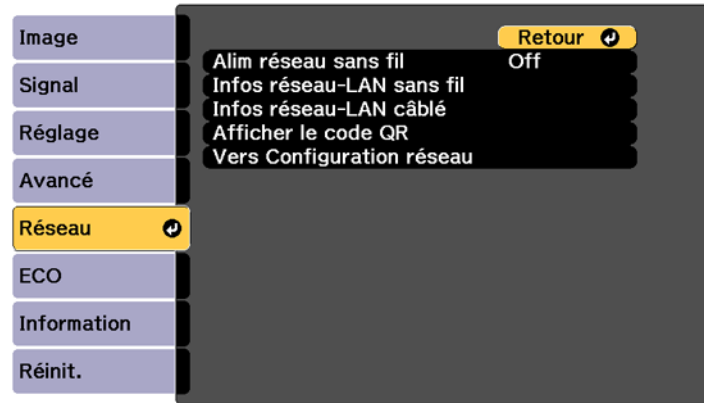 Image
Signal
Réglage
Avancé
Réseau
ECO
Information
Réinit.
Retour
Alim réseau sans fil Off
Infos réseau-LAN sans fil
Infos réseau-LAN câblé
Afficher le code QR
Vers Configuration réseau